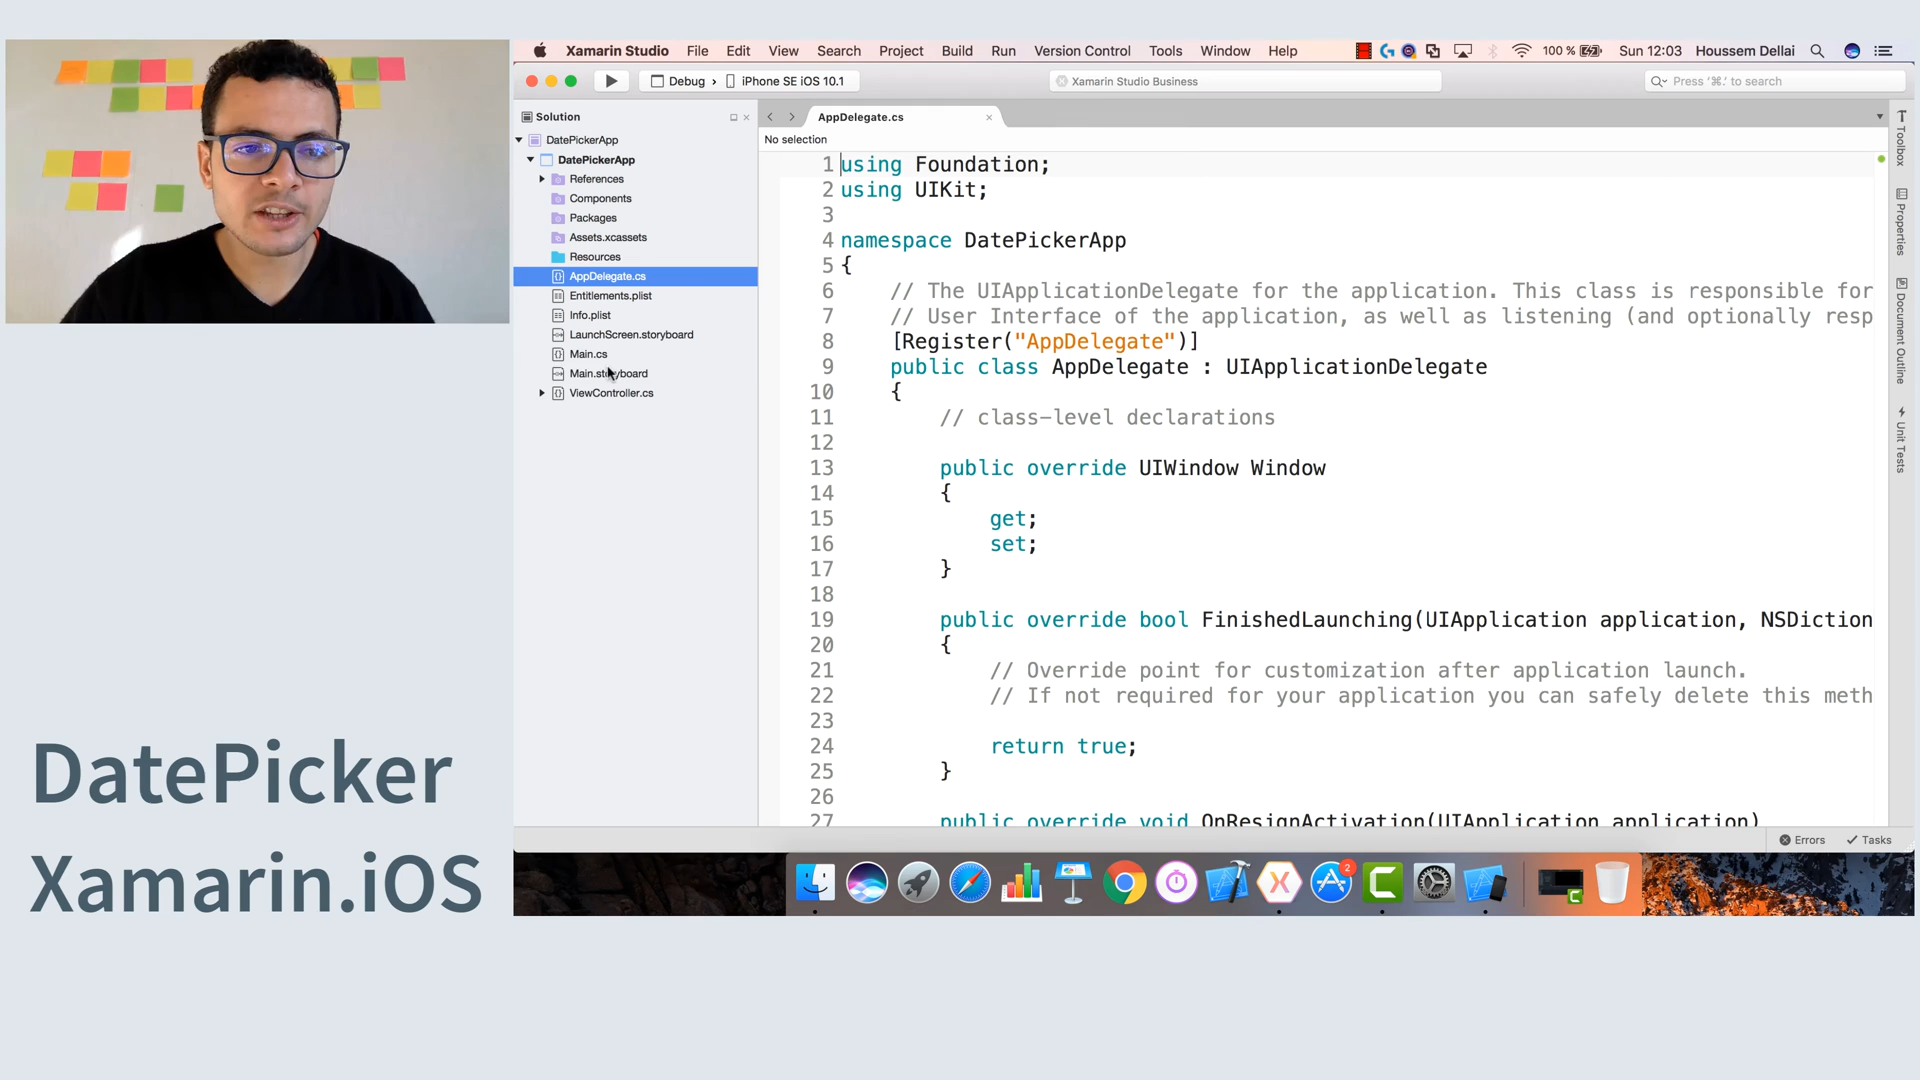 Xamarin Studio File Edit View Search Project Build Run Version Control Tools Window Help 100 % Sun 12:03 Houssem Dellai
Debug › iPhone SE iOS 10.1
Xamarin Studio Business
Press '⌘.' to search
Solution
DatePickerApp
DatePickerApp
References
Components
Packages
Assets.xcassets
Resources
AppDelegate.cs
Entitlements.plist
Info.plist
LaunchScreen.storyboard
Main.cs
Main.storyboard
ViewController.cs
AppDelegate.cs
No selection
1 using Foundation;
2 using UIKit;
3
4 namespace DatePickerApp
5 {
6 // The UIApplicationDelegate for the application. This class is responsible for
7 // User Interface of the application, as well as listening (and optionally resp
8 [Register("AppDelegate")]
9 public class AppDelegate : UIApplicationDelegate
10 {
11 // class-level declarations
12
13 public override UIWindow Window
14 {
15 get;
16 set;
17 }
18
19 public override bool FinishedLaunching(UIApplication application, NSDiction
20 {
21 // Override point for customization after application launch.
22 // If not required for your application you can safely delete this meth
23
24 return true;
25 }
26
27 public override void OnResignActivation(UIApplication application)
Toolbox
Properties
Document Outline
Unit Tests
Errors Tasks
2
DatePicker
Xamarin.iOS